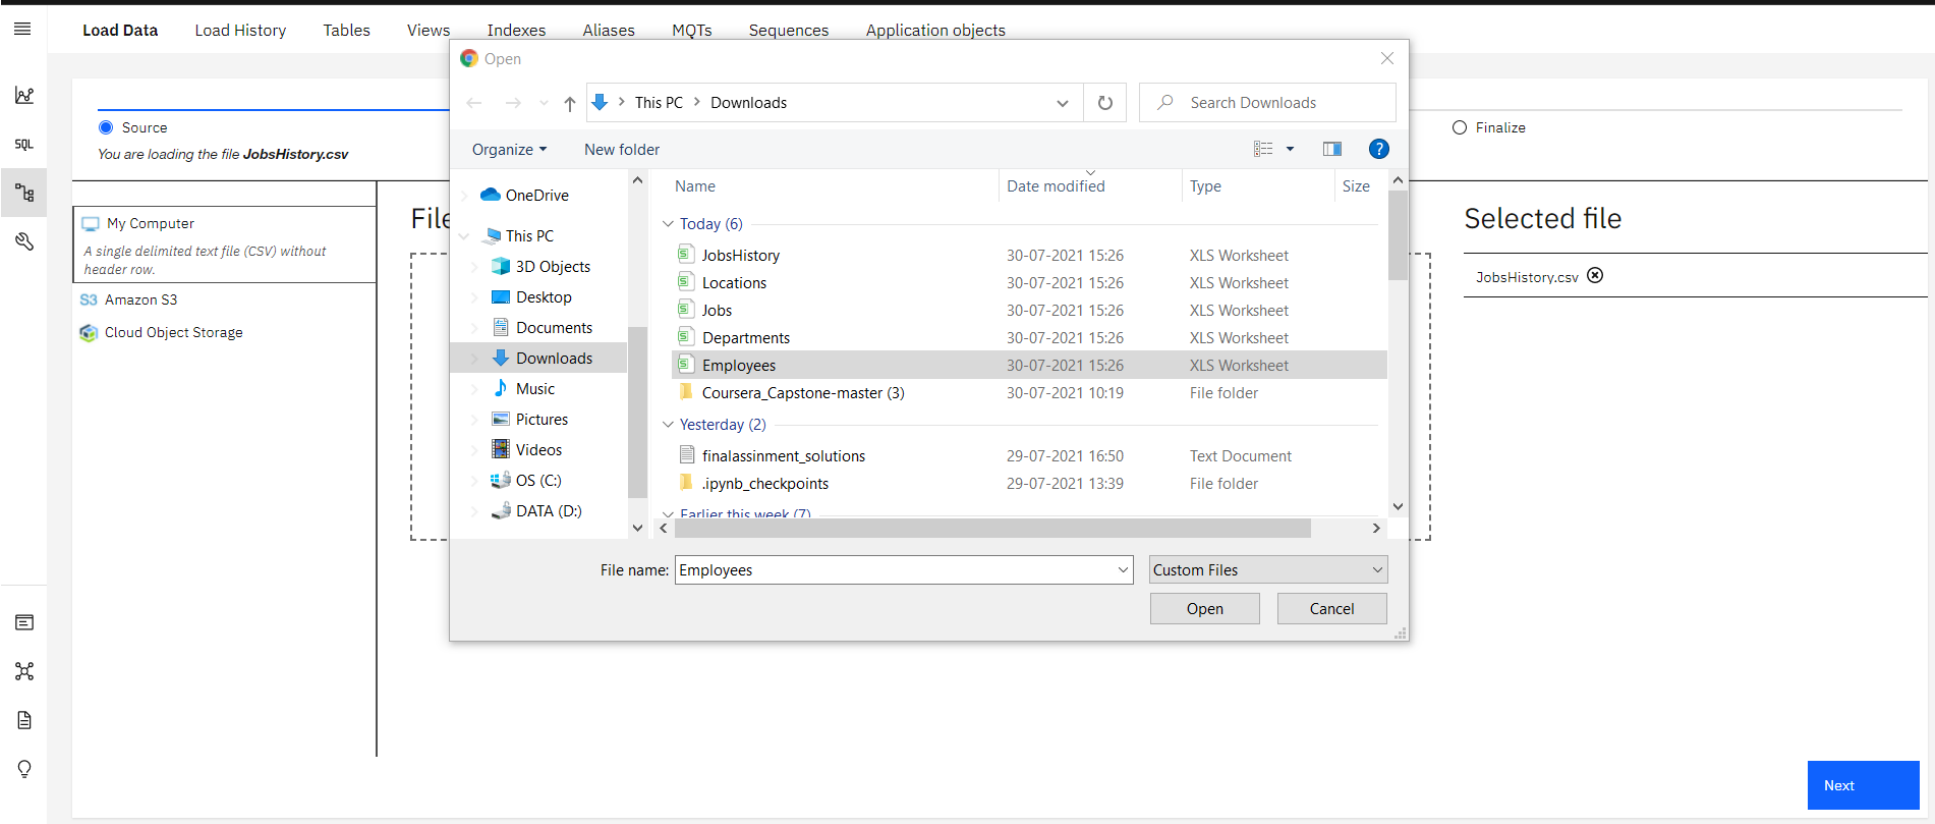 Load Data Load History Tables Views Indexes Aliases MQTs Sequences Application objects
Open
This PC Downloads
Search Downloads
Source
Finalize
You are loading the file JobsHistory.csv
Organize New folder
SQL
OneDrive
This PC
3D Objects
Desktop
Documents
Downloads
Music
Pictures
Videos
OS (C:)
DATA (D:)
Name Date modified Type Size
Today (6)
JobsHistory 30-07-2021 15:26 XLS Worksheet
Locations 30-07-2021 15:26 XLS Worksheet
Jobs 30-07-2021 15:26 XLS Worksheet
Departments 30-07-2021 15:26 XLS Worksheet
Employees 30-07-2021 15:26 XLS Worksheet
Coursera_Capstone-master (3) 30-07-2021 10:19 File folder
Yesterday (2)
finalassinment_solutions 29-07-2021 16:50 Text Document
.ipynb_checkpoints 29-07-2021 13:39 File folder
Earlier this week (7)
File name: Employees
Custom Files
Open Cancel
My Computer
A single delimited text file (CSV) without
header row.
S3 Amazon S3
Cloud Object Storage
File
Selected file
JobsHistory.csv
Next